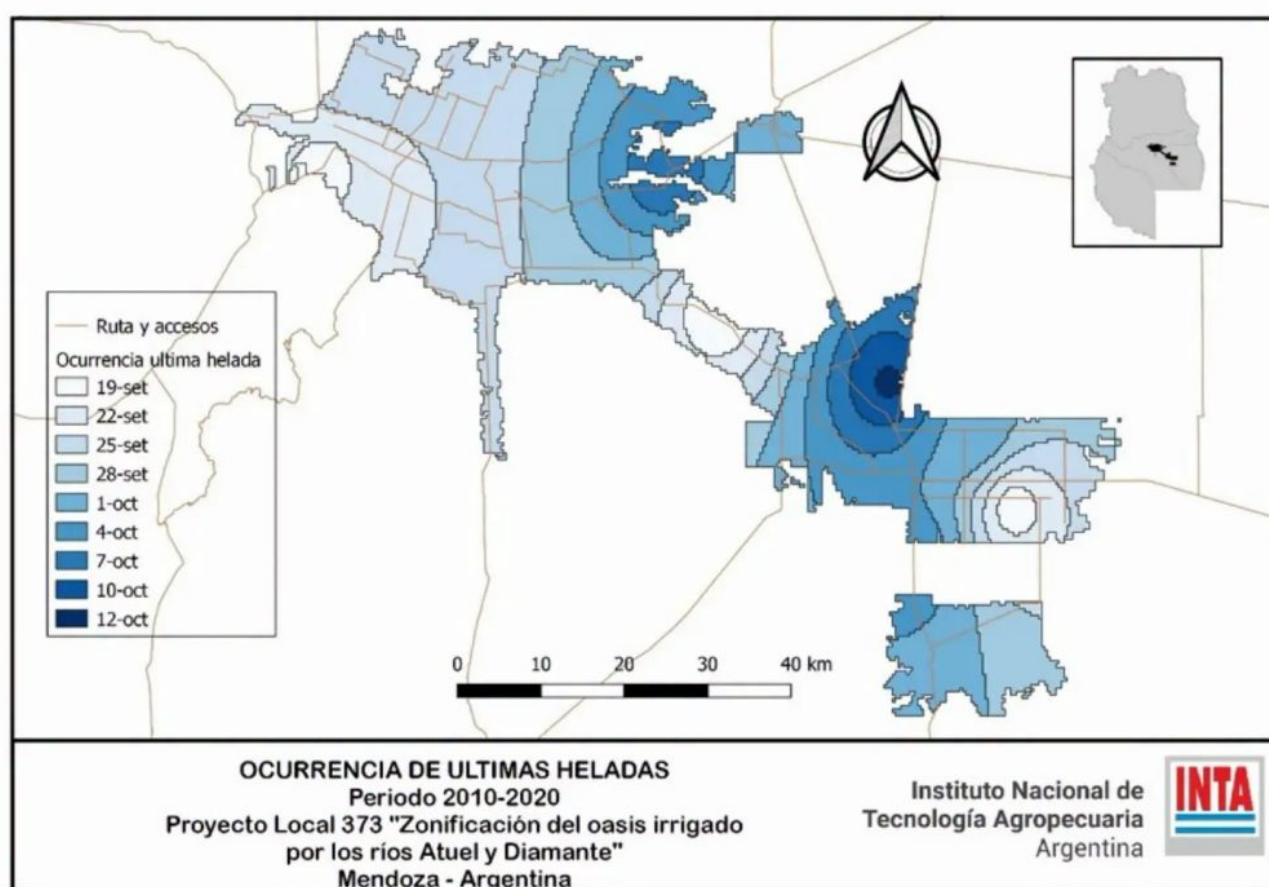 Ruta y accesos
Ocurrencia ultima helada
19-set
22-set
25-set
28-set
1-oct
4-oct
7-oct
10-oct
12-oct
0 10 20 30 40 km
OCURRENCIA DE ULTIMAS HELADAS
Periodo 2010-2020
Proyecto Local 373 "Zonificación del oasis irrigado
por los ríos Atuel y Diamante"
Mendoza - Argentina
Instituto Nacional de
Tecnología Agropecuaria
Argentina
INTA